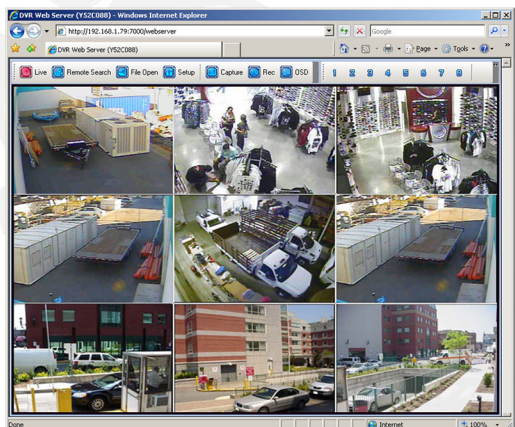 DVR Web Server (YS2C088) - Windows Internet Explorer
http://192.168.1.79:7000/webserver
Google
DVR Web Server (YS2C088)
Page
Tools
Live Remote Search File Open Setup Capture Rec OSD 1 2 3 4 5 6 7 8
Done Internet 100%